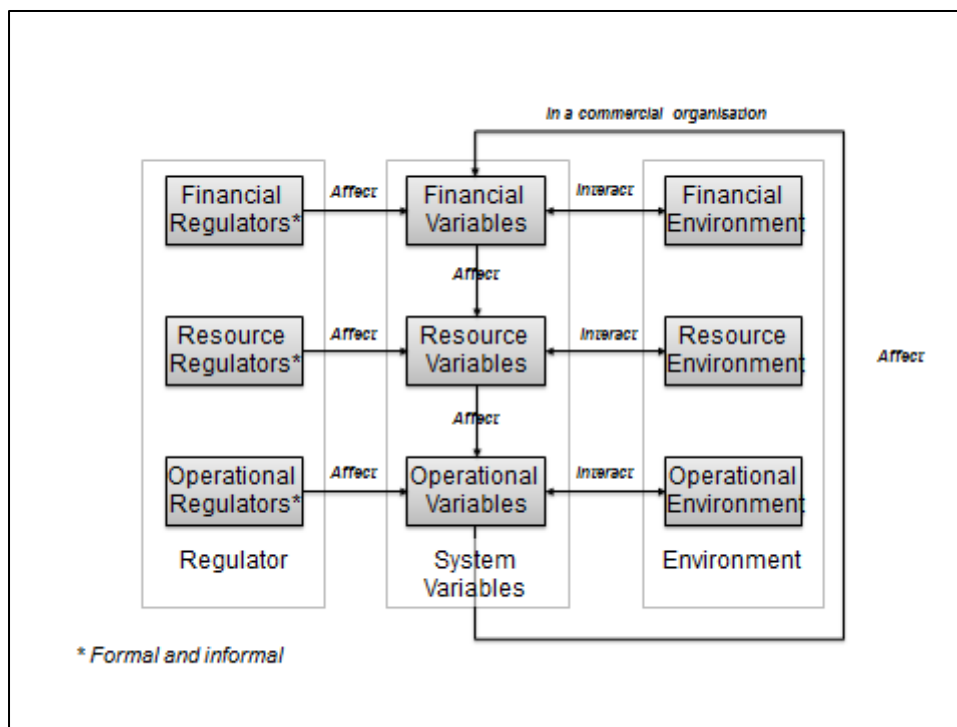 In a commercial organisation
Financial
Regulators*
Affect
Financial
Variables
Interact
Financial
Environment
Affect
Resource
Regulators*
Affect
Resource
Variables
Interact
Resource
Environment
Affect
Affect
Operational
Regulators*
Affect
Operational
Variables
Interact
Operational
Environment
Regulator
System
Variables
Environment
* Formal and informal